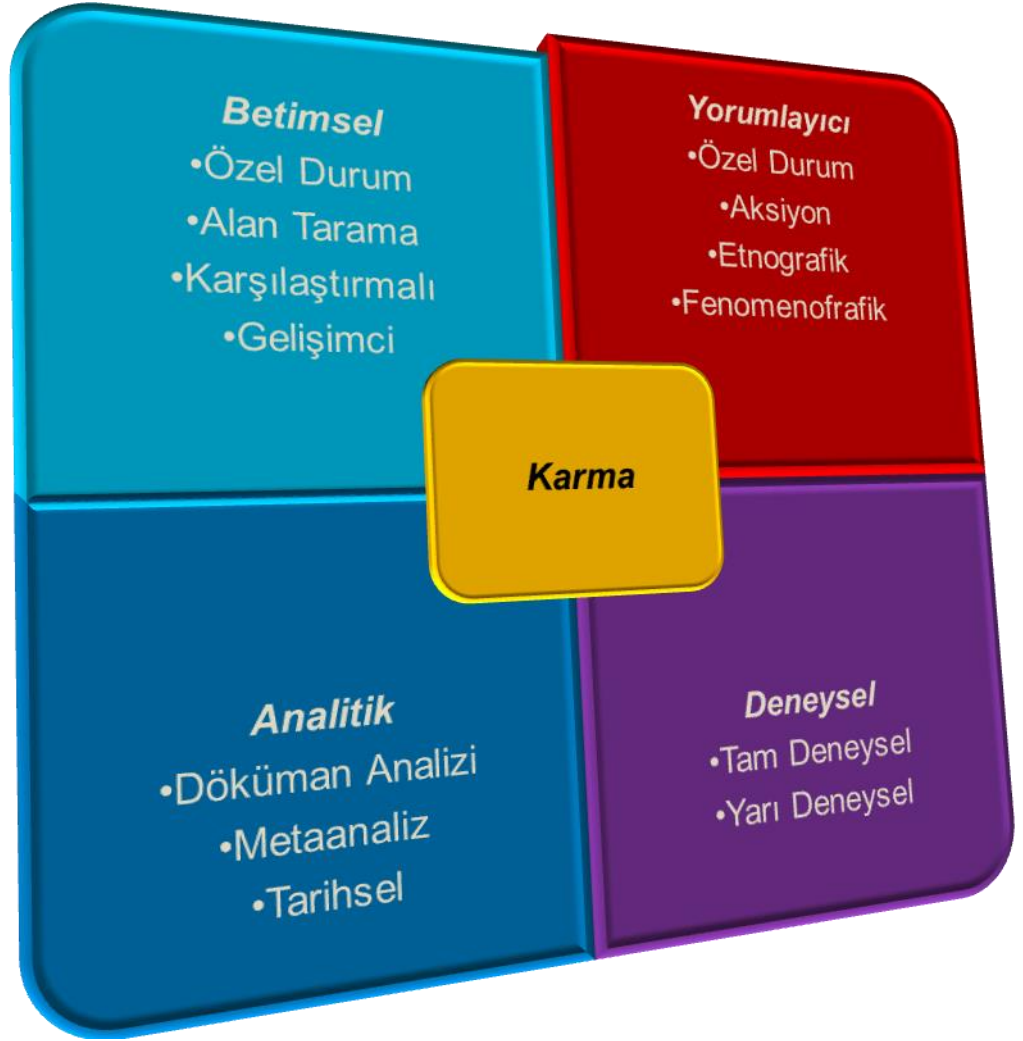 Betimsel
•Özel Durum
•Alan Tarama
•Karşılaştırmalı
•Gelişimci
Yorumlayıcı
•Özel Durum
•Aksiyon
•Etnografik
•Fenomenofrafik
Karma
Analitik
•Döküman Analizi
•Metaanaliz
•Tarihsel
Deneysel
•Tam Deneysel
•Yarı Deneysel